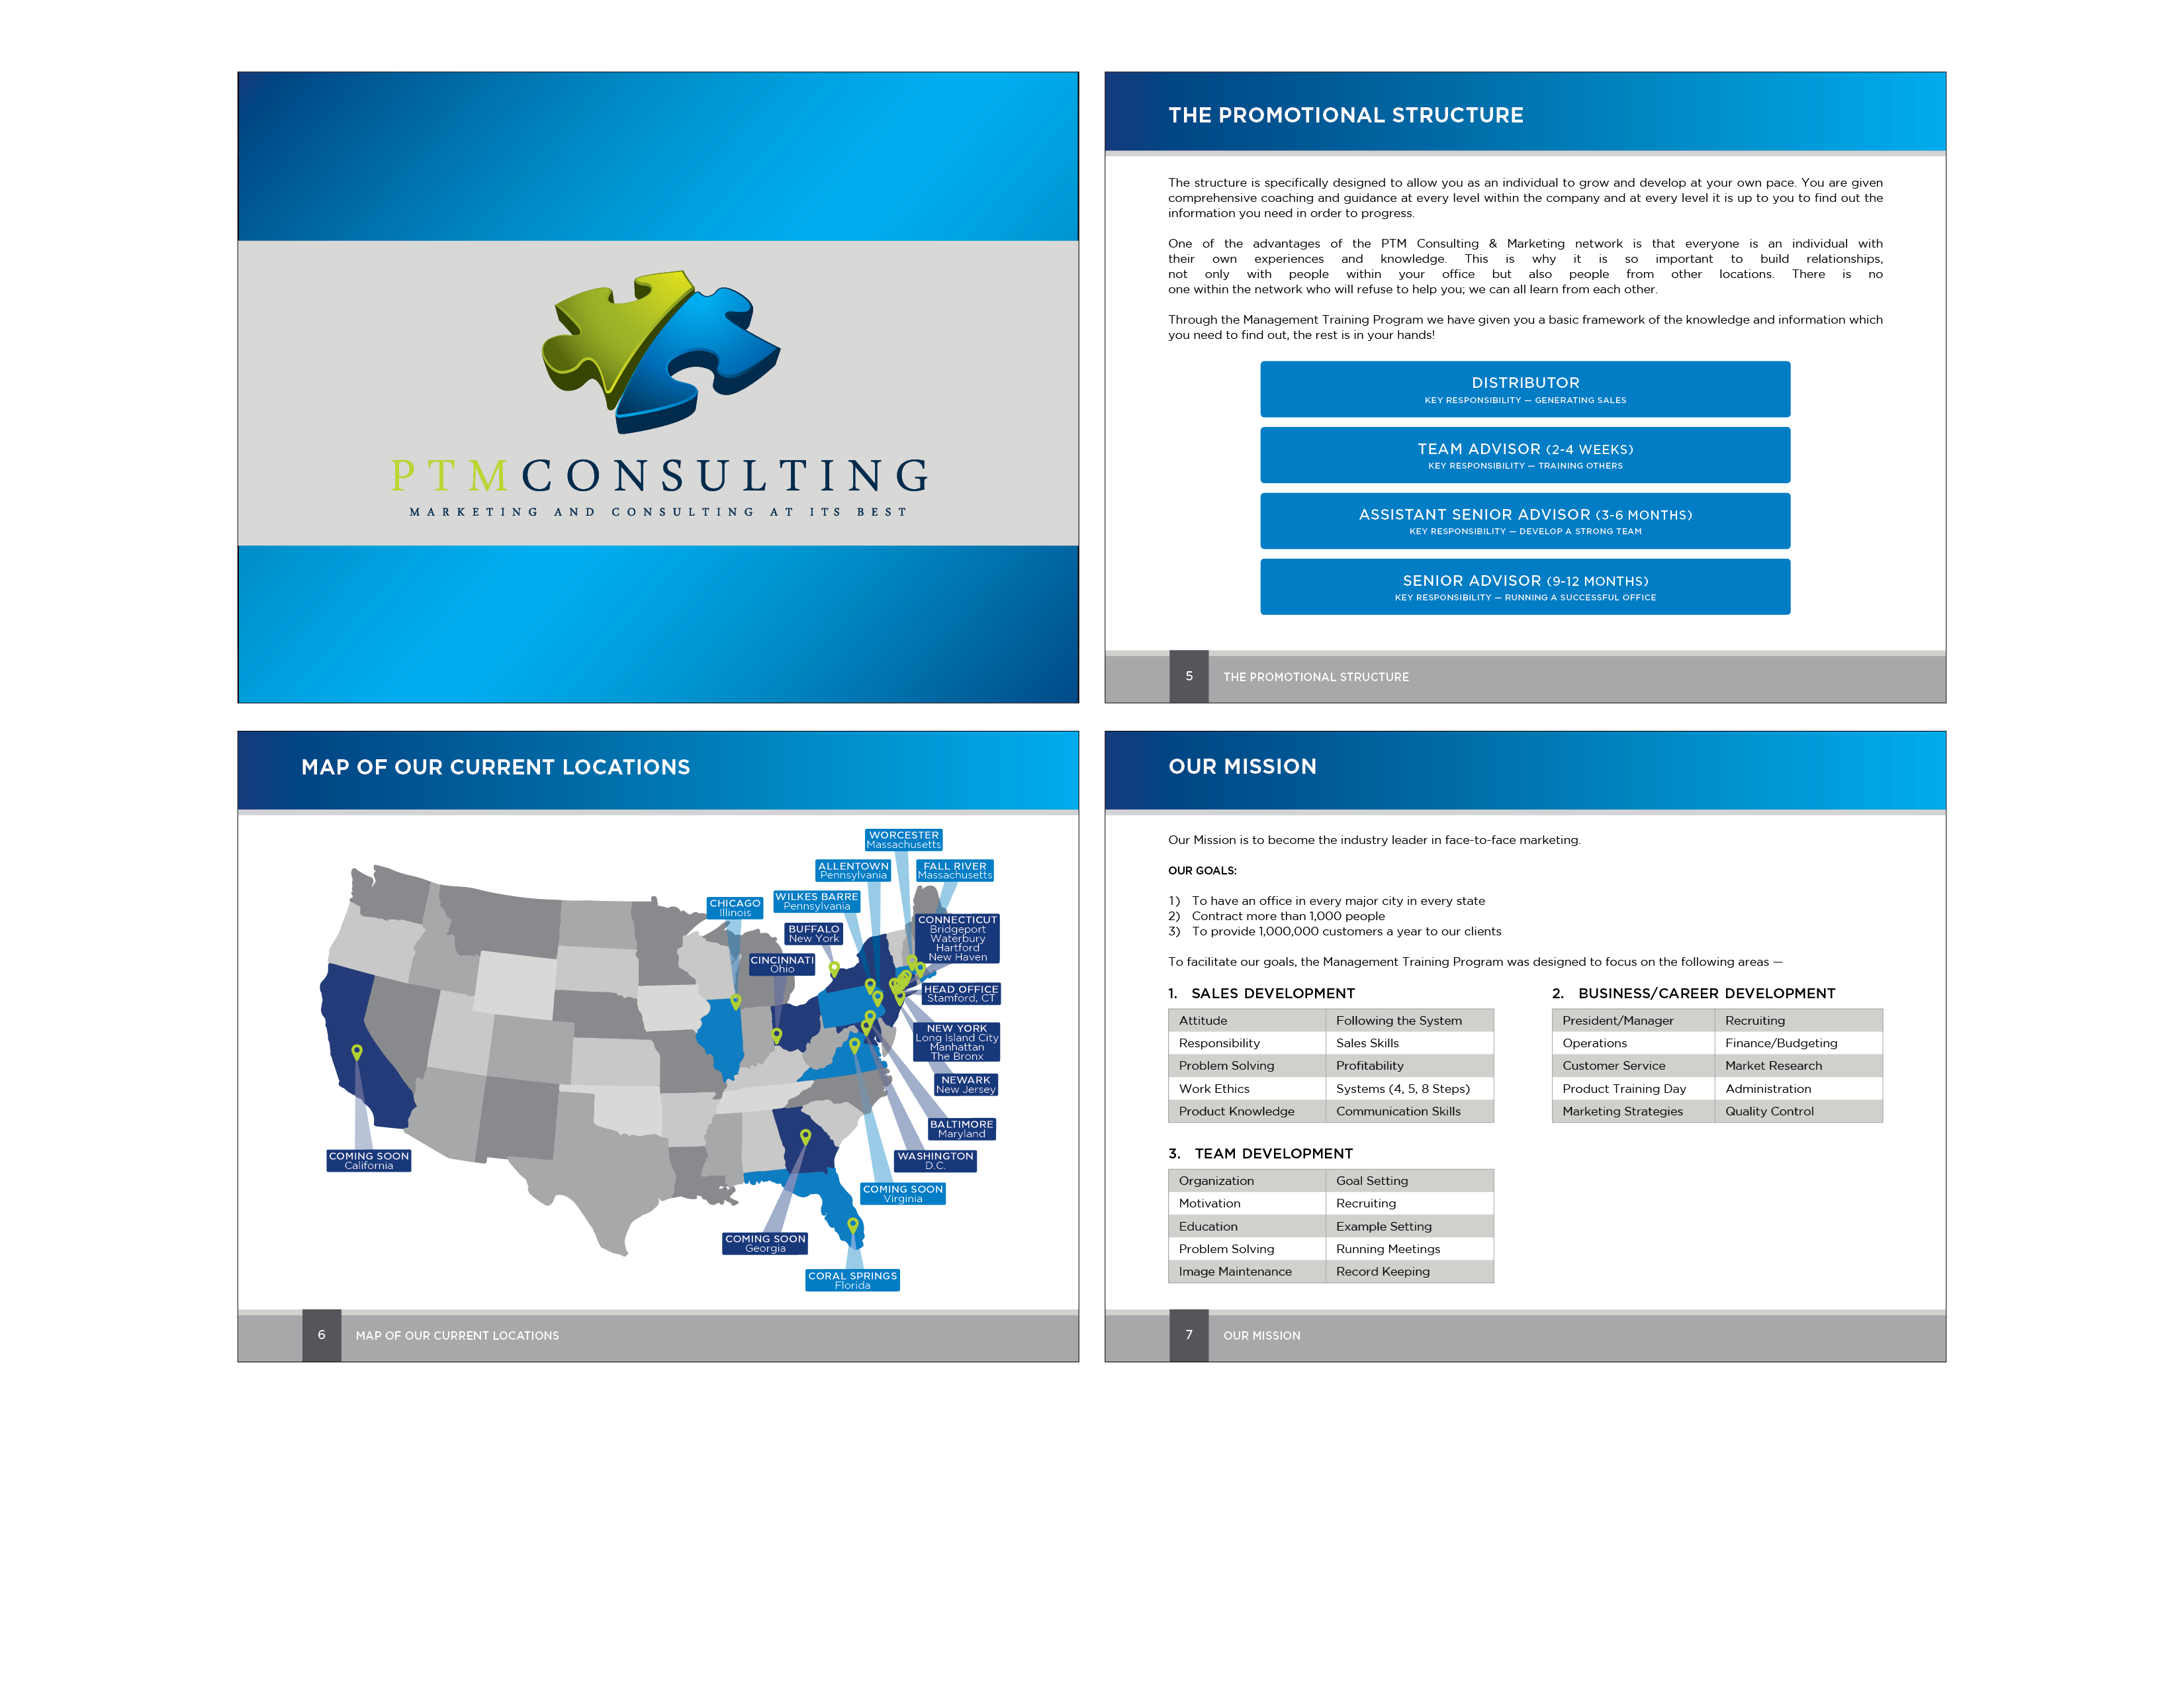 PTMCONSULTING
MARKETING AND CONSULTING AT ITS BEST
THE PROMOTIONAL STRUCTURE
The structure is specifically designed to allow you as an individual to grow and develop at your own pace. You are given
comprehensive coaching and guidance at every level within the company and at every level it is up to you to find out the
information you need in order to progress.
One of the advantages of the PTM Consulting & Marketing network is that everyone is an individual with
their own experiences and knowledge. This is why it is so important to build relationships,
not only with people within your office but also people from other locations. There is no
one within the network who will refuse to help you; we can all learn from each other.
Through the Management Training Program we have given you a basic framework of the knowledge and information which
you need to find out, the rest is in your hands!
DISTRIBUTOR
KEY RESPONSIBILITY — GENERATING SALES
TEAM ADVISOR (2-4 WEEKS)
KEY RESPONSIBILITY — TRAINING OTHERS
ASSISTANT SENIOR ADVISOR (3-6 MONTHS)
KEY RESPONSIBILITY — DEVELOP A STRONG TEAM
SENIOR ADVISOR (9-12 MONTHS)
KEY RESPONSIBILITY — RUNNING A SUCCESSFUL OFFICE
5 THE PROMOTIONAL STRUCTURE
MAP OF OUR CURRENT LOCATIONS
WORCESTER
Massachusetts
ALLENTOWN
Pennsylvania
FALL RIVER
Massachusetts
WILKES BARRE
Pennsylvania
CHICAGO
Illinois
CONNECTICUT
Bridgeport
Waterbury
Hartford
New Haven
BUFFALO
New York
CINCINNATI
Ohio
HEAD OFFICE
Stamford, CT
NEW YORK
Long Island City
Manhattan
The Bronx
NEWARK
New Jersey
BALTIMORE
Maryland
WASHINGTON
D.C.
COMING SOON
California
COMING SOON
Virginia
COMING SOON
Georgia
CORAL SPRINGS
Florida
6 MAP OF OUR CURRENT LOCATIONS
OUR MISSION
Our Mission is to become the industry leader in face-to-face marketing.
OUR GOALS:
1) To have an office in every major city in every state
2) Contract more than 1,000 people
3) To provide 1,000,000 customers a year to our clients
To facilitate our goals, the Management Training Program was designed to focus on the following areas —
1. SALES DEVELOPMENT
Attitude Following the System
Responsibility Sales Skills
Problem Solving Profitability
Work Ethics Systems (4, 5, 8 Steps)
Product Knowledge Communication Skills
2. BUSINESS/CAREER DEVELOPMENT
President/Manager Recruiting
Operations Finance/Budgeting
Customer Service Market Research
Product Training Day Administration
Marketing Strategies Quality Control
3. TEAM DEVELOPMENT
Organization Goal Setting
Motivation Recruiting
Education Example Setting
Problem Solving Running Meetings
Image Maintenance Record Keeping
7 OUR MISSION